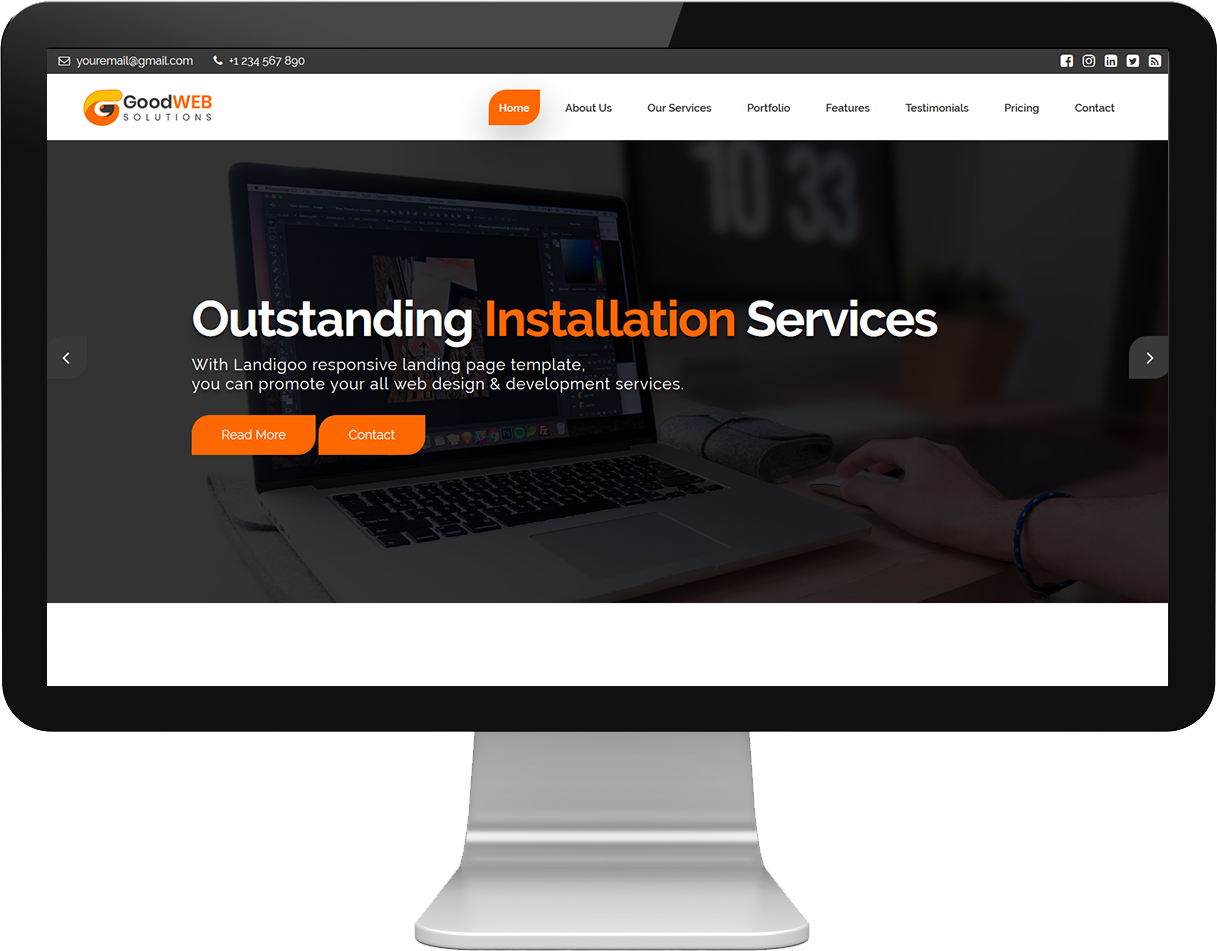 youremail@gmail.com +1 234 567 890
GoodWEB
SOLUTIONS
Home About Us Our Services Portfolio Features Testimonials Pricing Contact
10 33
Outstanding Installation Services
With Landigoo responsive landing page template,
you can promote your all web design & development services.
Read More Contact